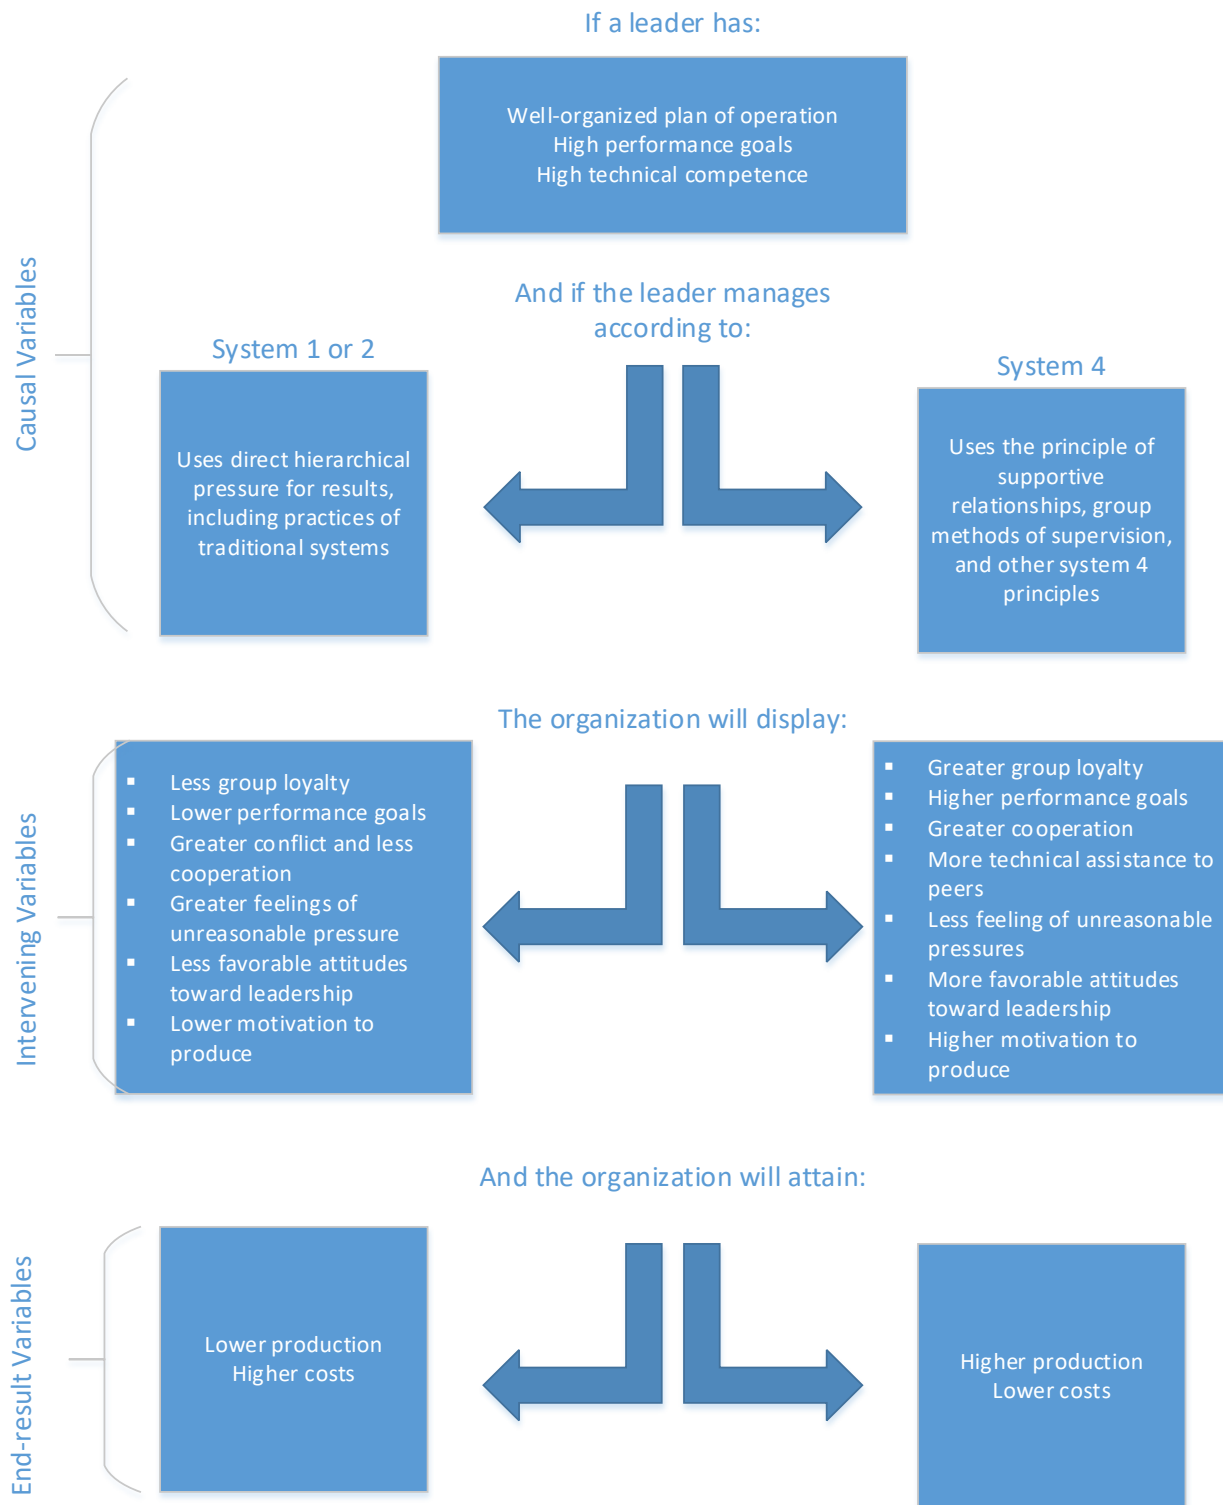 If a leader has:
Well-organized plan of operation
High performance goals
High technical competence
Causal Variables
And if the leader manages
according to:
System 1 or 2
Uses direct hierarchical
pressure for results,
including practices of
traditional systems
System 4
Uses the principle of
supportive
relationships, group
methods of supervision,
and other system 4
principles
The organization will display:
Intervening Variables
▪ Less group loyalty
▪ Lower performance goals
▪ Greater conflict and less
cooperation
▪ Greater feelings of
unreasonable pressure
▪ Less favorable attitudes
toward leadership
▪ Lower motivation to
produce
▪ Greater group loyalty
▪ Higher performance goals
▪ Greater cooperation
▪ More technical assistance to
peers
▪ Less feeling of unreasonable
pressures
▪ More favorable attitudes
toward leadership
▪ Higher motivation to
produce
And the organization will attain:
End-result Variables
Lower production
Higher costs
Higher production
Lower costs